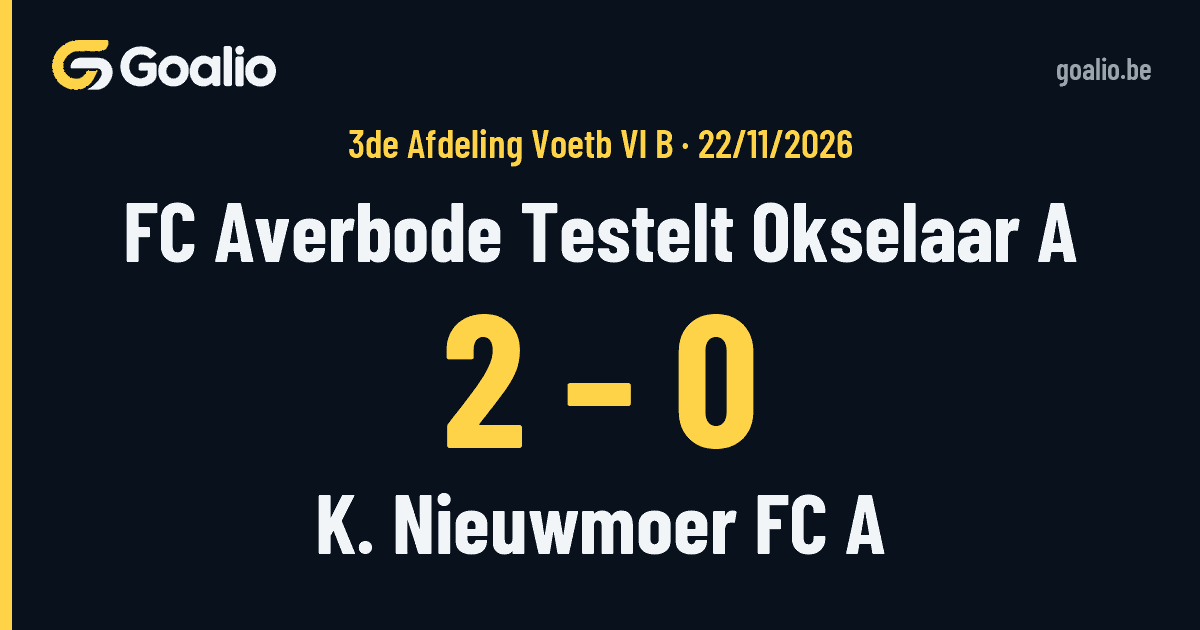 Goalio
goalio.be
3de Afdeling Voetb Vl B · 22/11/2026
FC Averbode Testelt Okselaar A
2 - 0
K. Nieuwmoer FC A